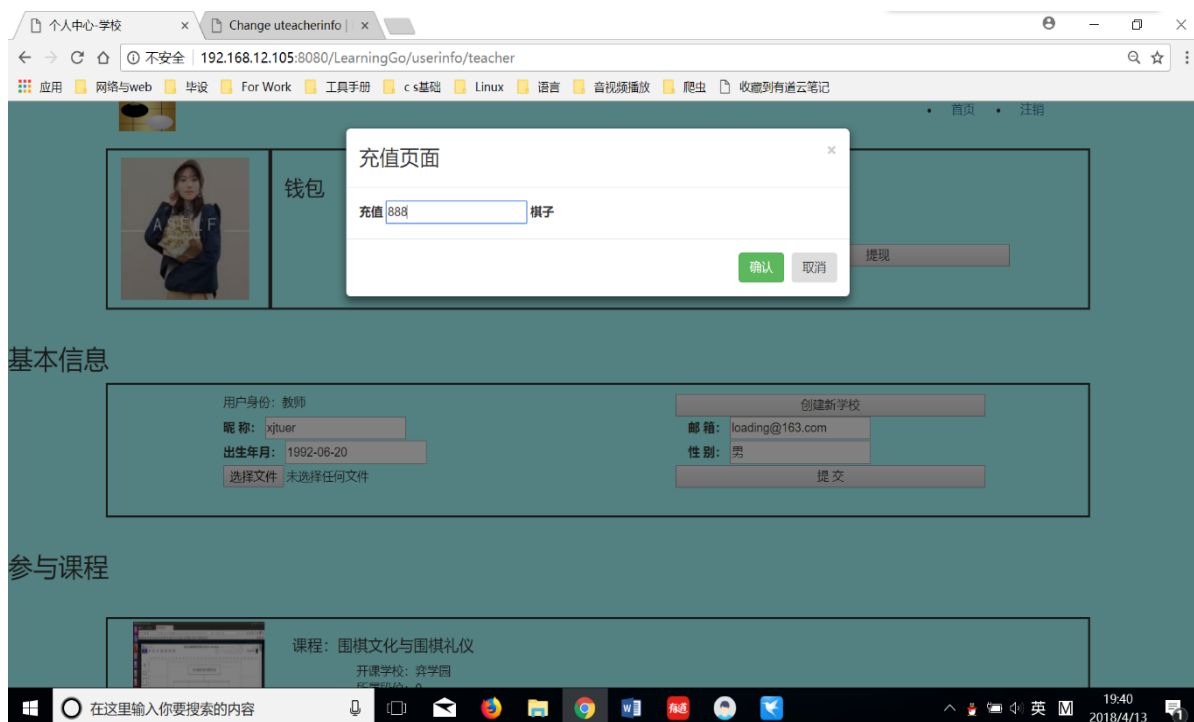 个人中心-学校
Change uteacherinfo |
不安全 | 192.168.12.105:8080/LearningGo/userinfo/teacher
应用 网络与web 毕设 For Work 工具手册 c s基础 Linux 语言 音视频播放 爬虫 收藏到有道云笔记
• 首页 • 注销
充值页面 ×
钱包
充值 888 棋子
ASELF
提现
确认 取消
基本信息
用户身份：教师 创建新学校
昵 称： xjtuer 邮 箱： loading@163.com
出生年月： 1992-06-20 性 别： 男
选择文件 未选择任何文件 提 交
参与课程
课程：围棋文化与围棋礼仪
开课学校：弈学园
在这里输入你要搜索的内容
英 M
19:40
2018/4/13